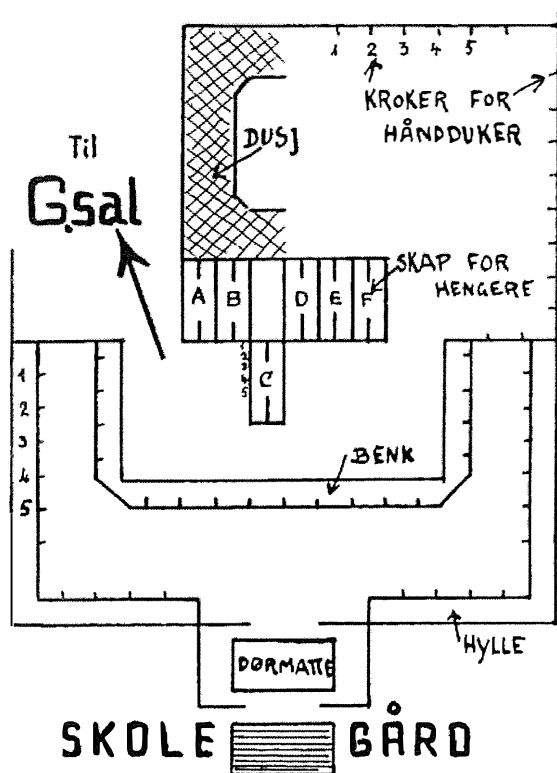 1 2 3 4 5
KROKER FOR
HÅNDDUKER
DUSJ
Til
G.sal
A B D E F
SKAP FOR
HENGERE
1
2
3
4
5
C
1
2
3
4
5
BENK
HYLLE
DØRMATTE
SKOLE GÅRD